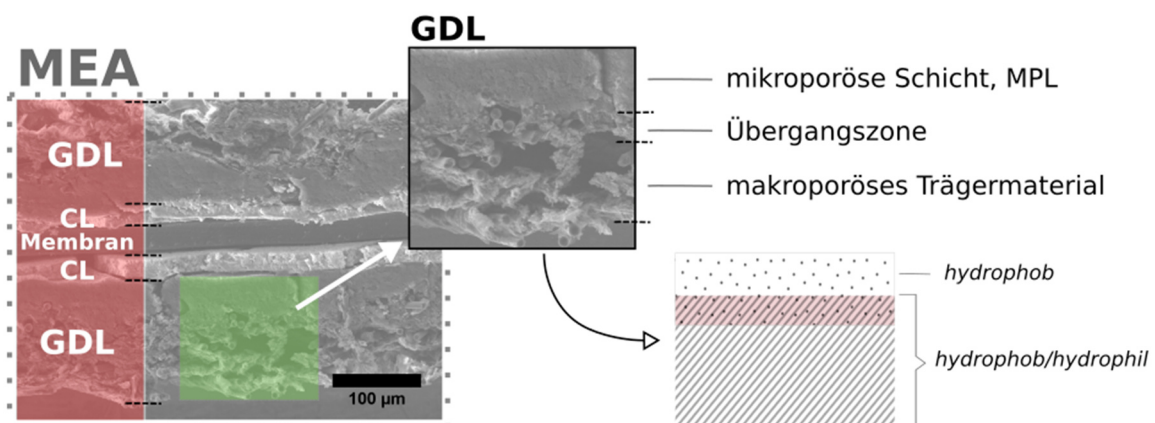 MEA
GDL
CL
Membran
CL
GDL
100 µm
GDL
mikroporöse Schicht, MPL
Übergangszone
makroporöses Trägermaterial
hydrophob
hydrophob/hydrophil